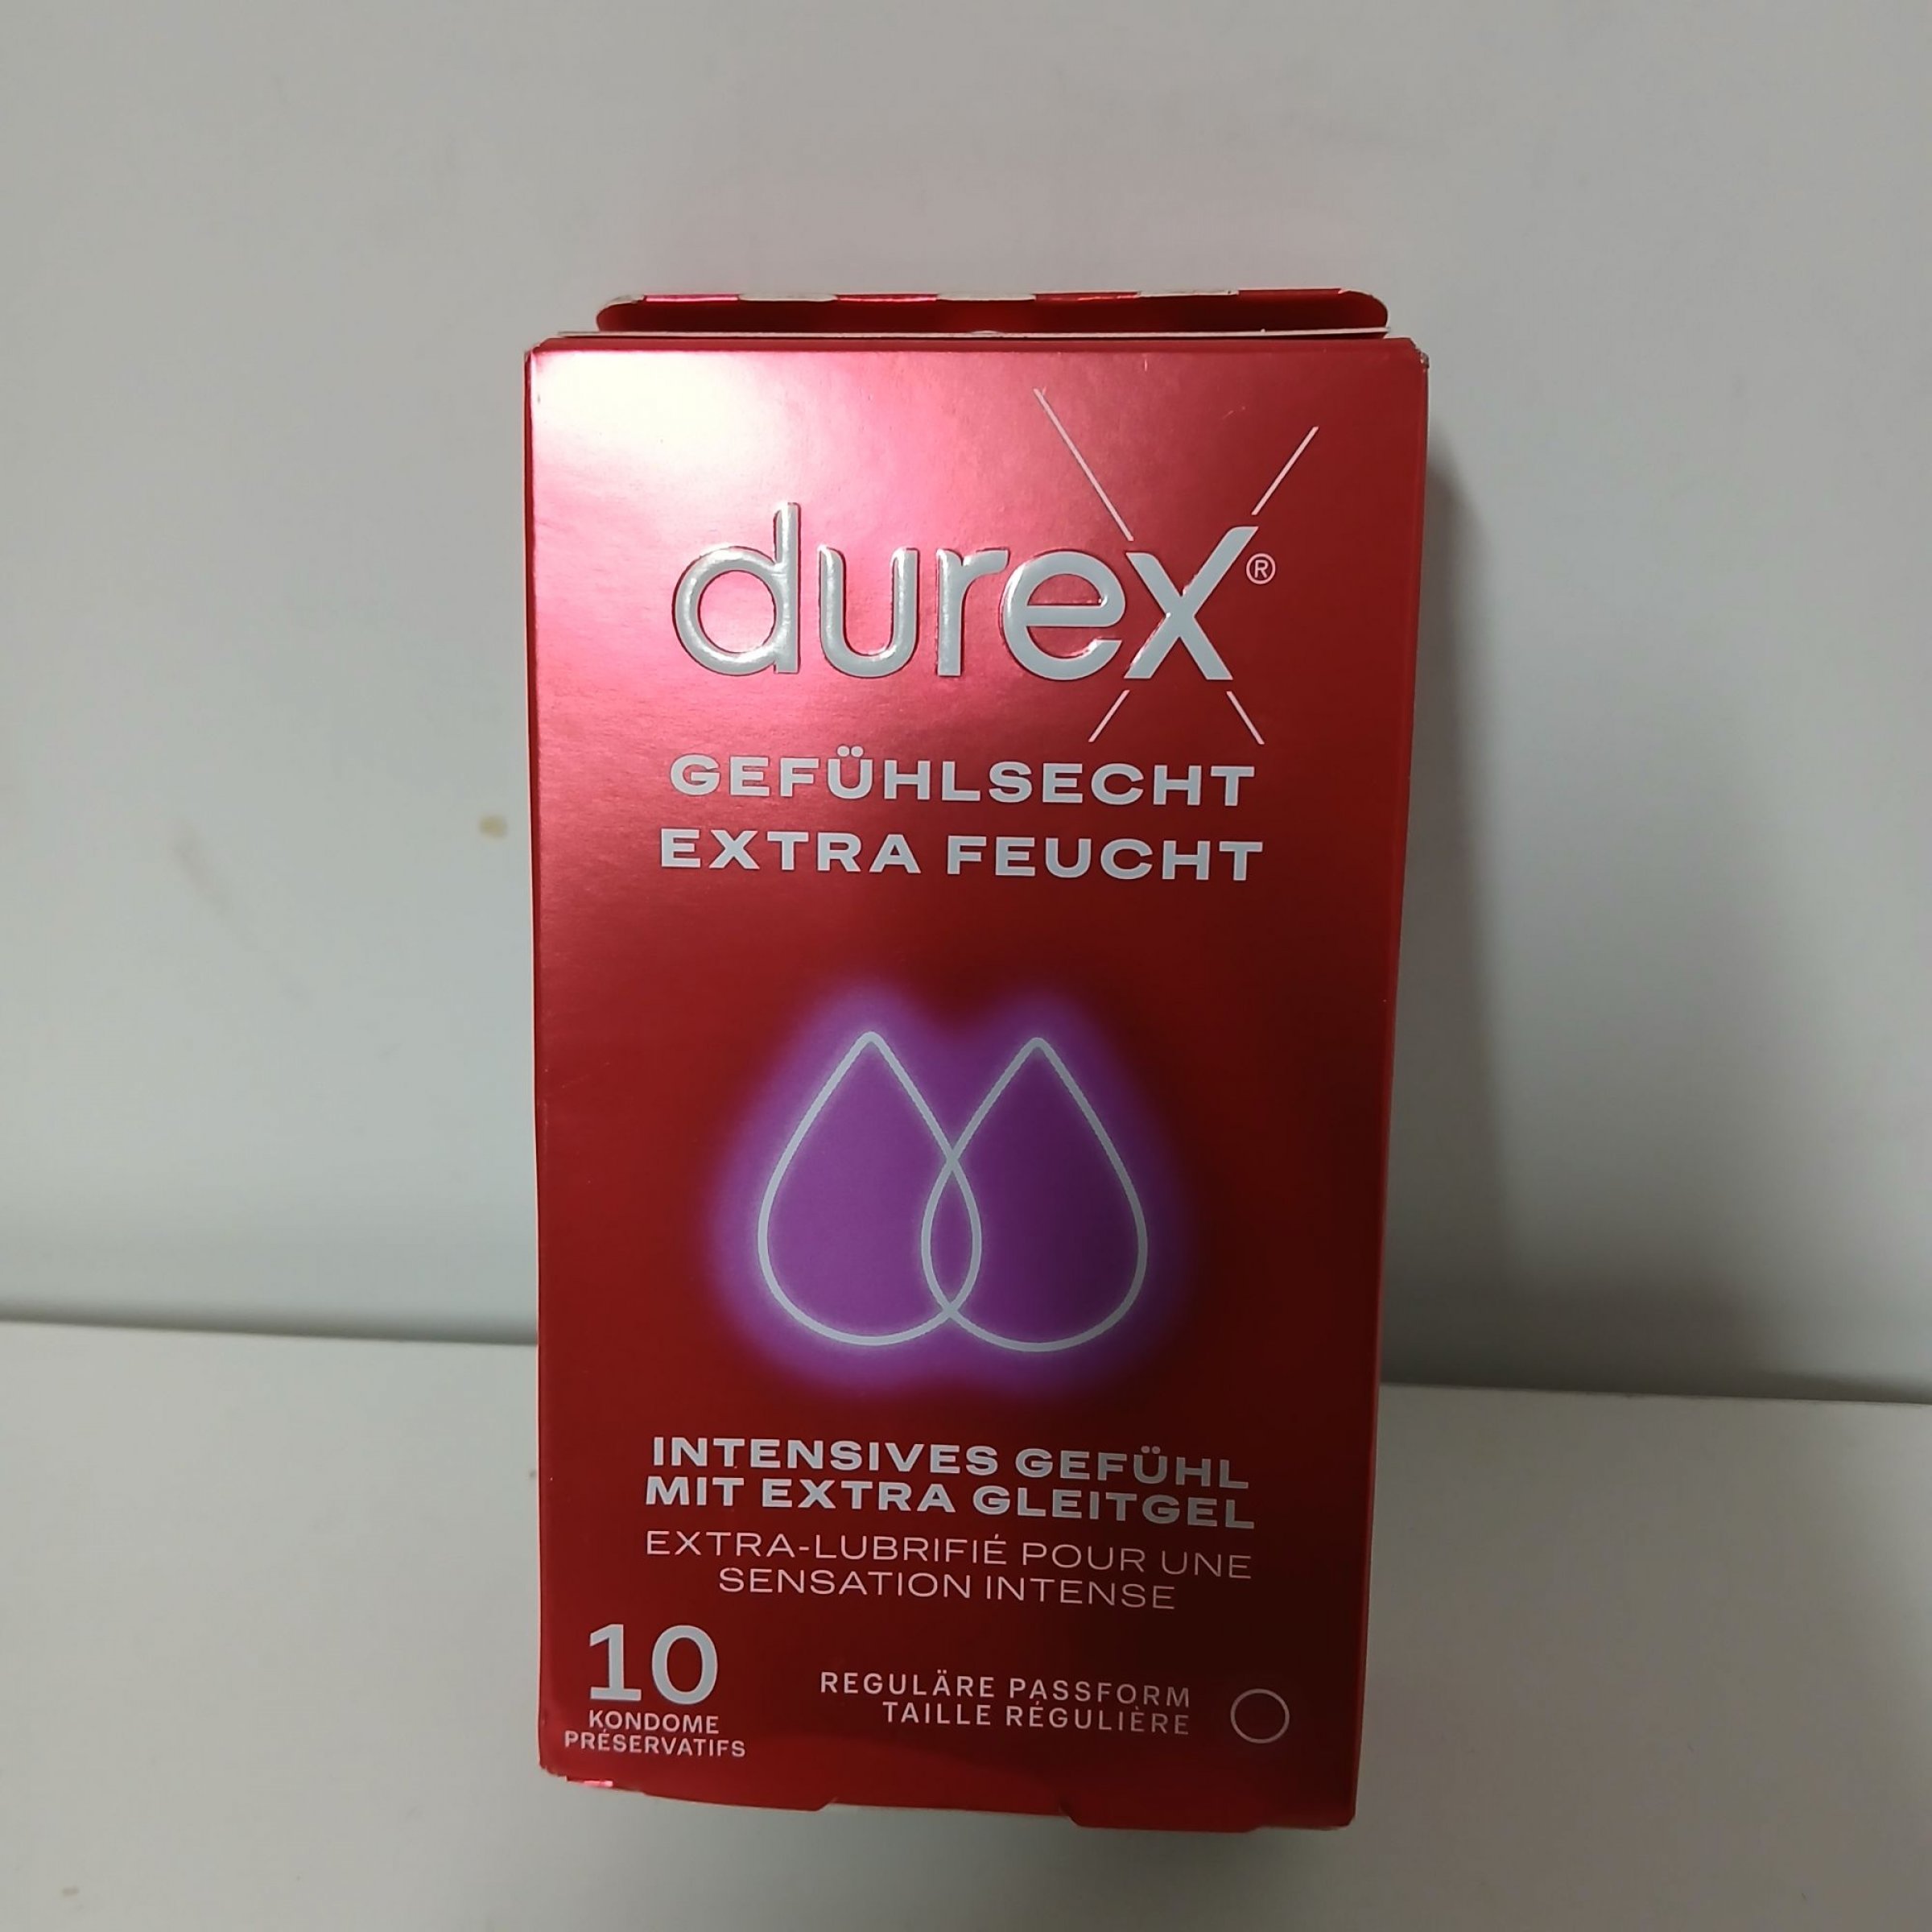 durex®
GEFÜHLSECHT
EXTRA FEUCHT
INTENSIVES GEFÜHL
MIT EXTRA GLEITGEL
EXTRA-LUBRIFIÉ POUR UNE
SENSATION INTENSE
10
KONDOME
PRÉSERVATIFS
REGULÄRE PASSFORM
TAILLE RÉGULIÈRE